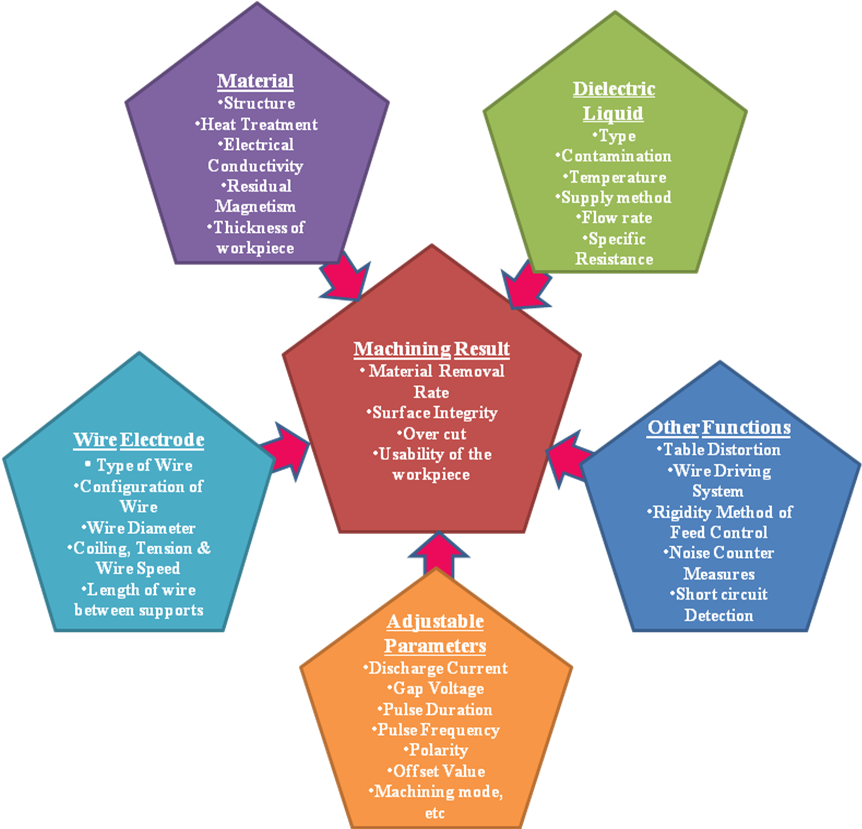 Material
•Structure
•Heat Treatment
•Electrical
Conductivity
•Residual
Magnetism
•Thickness of
workpiece
Dielectric
Liquid
•Type
•Contamination
•Temperature
•Supply method
•Flow rate
•Specific
Resistance
Machining Result
• Material Removal
Rate
•Surface Integrity
•Over cut
•Usability of the
workpiece
Wire Electrode
• Type of Wire
•Configuration of
Wire
•Wire Diameter
•Coiling, Tension &
Wire Speed
•Length of wire
between supports
Other Functions
•Table Distortion
•Wire Driving
System
•Rigidity Method of
Feed Control
•Noise Counter
Measures
•Short circuit
Detection
Adjustable
Parameters
•Discharge Current
•Gap Voltage
•Pulse Duration
•Pulse Frequency
•Polarity
•Offset Value
•Machining mode,
etc